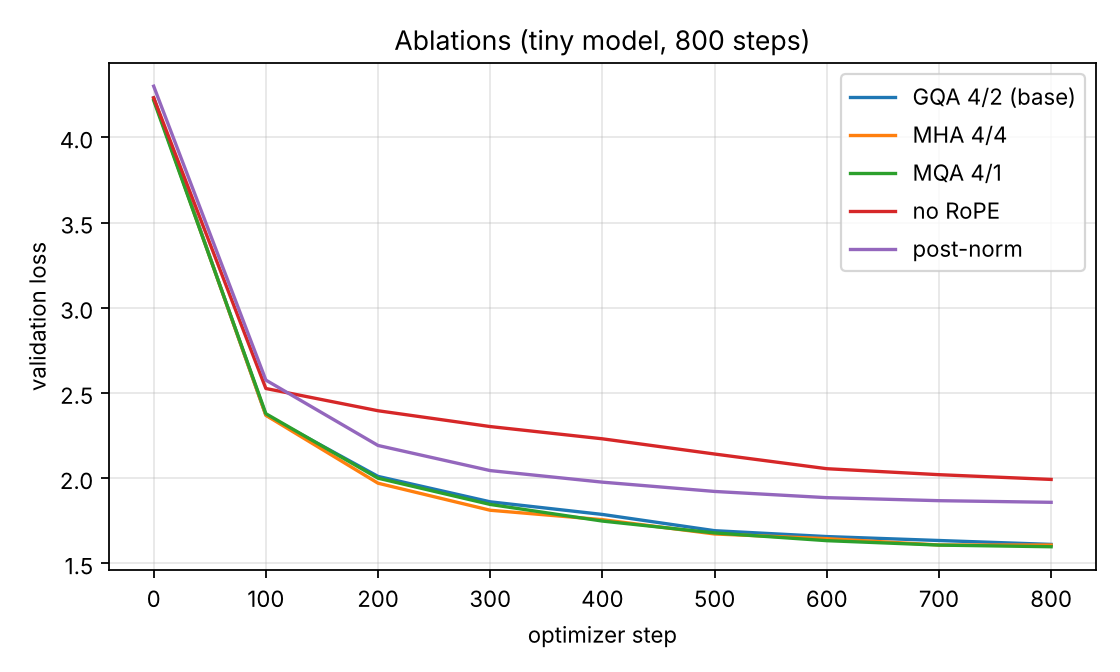 Ablations (tiny model, 800 steps)
GQA 4/2 (base)
MHA 4/4
MQA 4/1
no RoPE
post-norm
validation loss
4.0
3.5
3.0
2.5
2.0
1.5
0 100 200 300 400 500 600 700 800
optimizer step